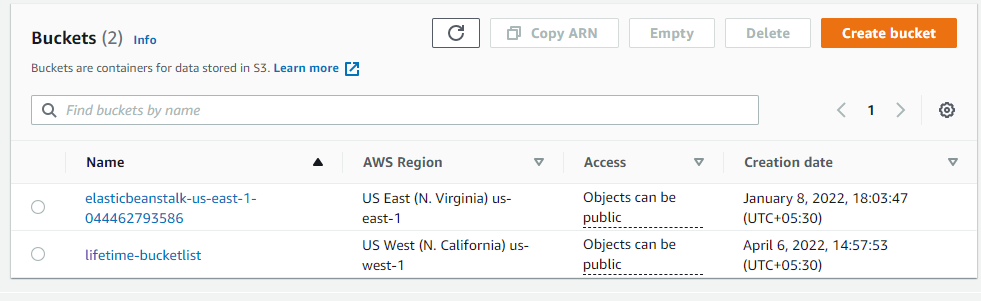 Buckets (2) Info
Copy ARN
Empty
Delete
Create bucket
Buckets are containers for data stored in S3. Learn more
Find buckets by name
1
Name
AWS Region
Access
Creation date
elasticbeanstalk-us-east-1-
044462793586
US East (N. Virginia) us-
east-1
Objects can be
public
January 8, 2022, 18:03:47
(UTC+05:30)
lifetime-bucketlist
US West (N. California) us-
west-1
Objects can be
public
April 6, 2022, 14:57:53
(UTC+05:30)